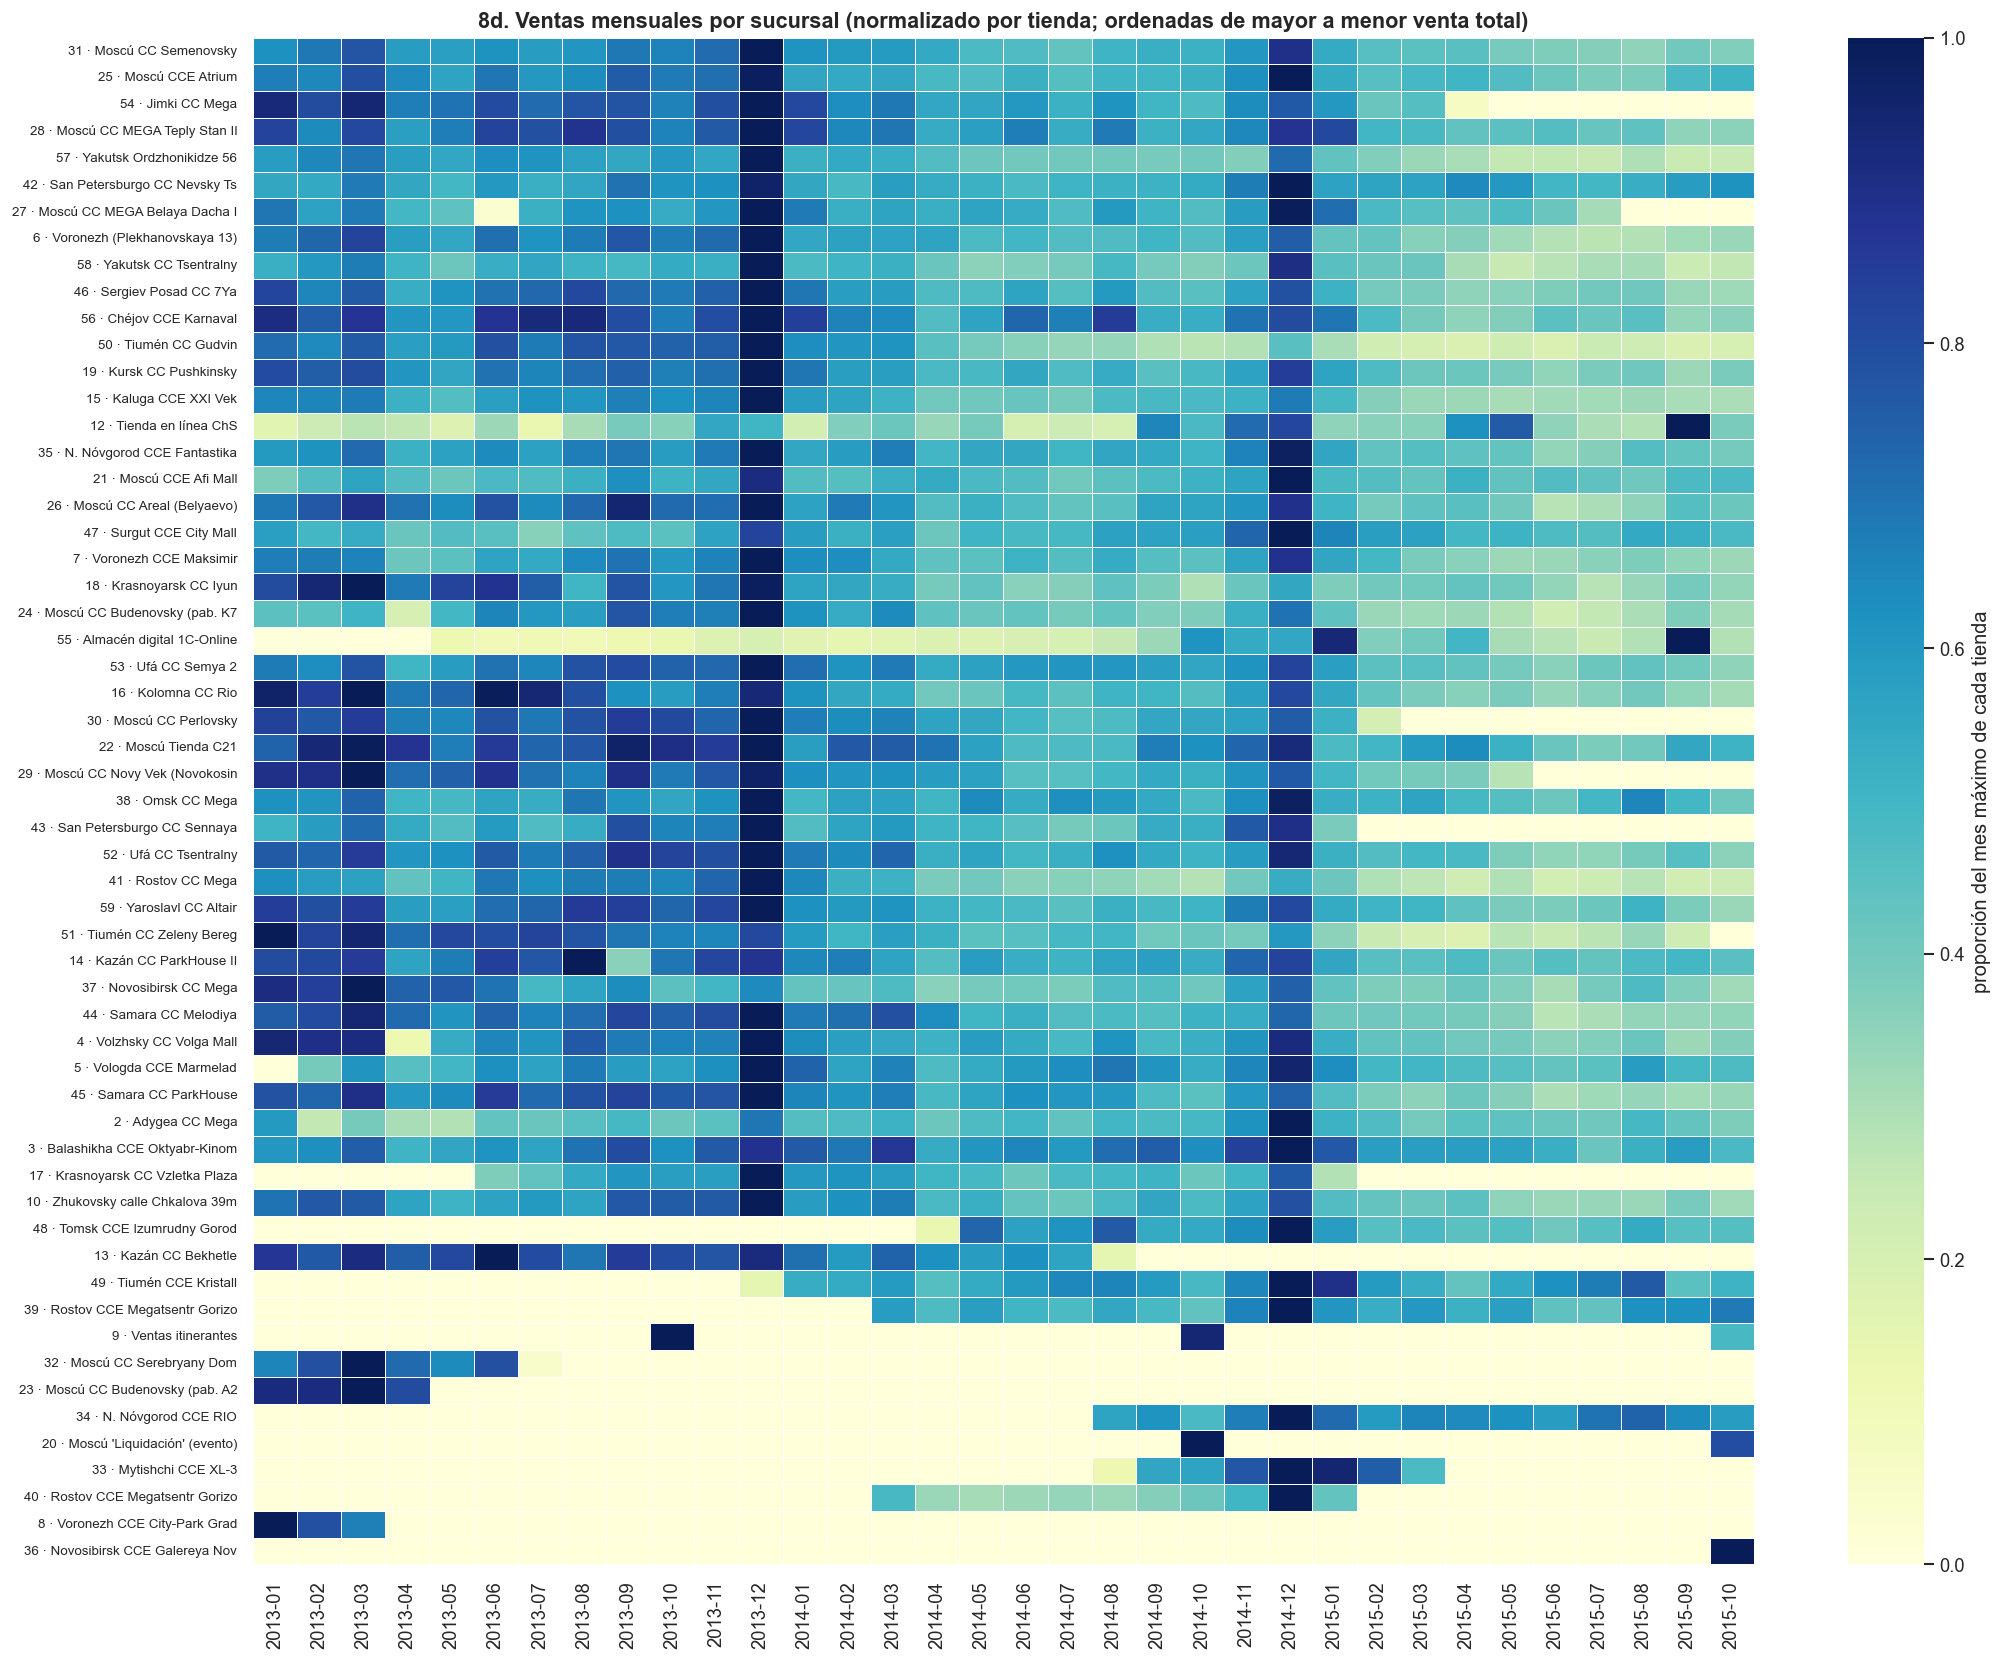 8d. Ventas mensuales por sucursal (normalizado por tienda; ordenadas de mayor a menor venta total)
31 · Moscú CC Semenovsky
25 · Moscú CCE Atrium
54 · Jimki CC Mega
28 · Moscú CC MEGA Teply Stan II
57 · Yakutsk Ordzhonikidze 56
42 · San Petersburgo CC Nevsky Ts
27 · Moscú CC MEGA Belaya Dacha I
6 · Voronezh (Plekhanovskaya 13)
58 · Yakutsk CC Tsentralny
46 · Sergiev Posad CC 7Ya
56 · Chéjov CCE Karnaval
50 · Tiumén CC Gudvin
19 · Kursk CC Pushkinsky
15 · Kaluga CCE XXI Vek
12 · Tienda en línea ChS
35 · N. Nóvgorod CCE Fantastika
21 · Moscú CCE Afi Mall
26 · Moscú CC Areal (Belyaevo)
47 · Surgut CCE City Mall
7 · Voronezh CCE Maksimir
18 · Krasnoyarsk CC Iyun
24 · Moscú CC Budenovsky (pab. K7
55 · Almacén digital 1C-Online
53 · Ufá CC Semya 2
16 · Kolomna CC Rio
30 · Moscú CC Perlovsky
22 · Moscú Tienda C21
29 · Moscú CC Novy Vek (Novokosin
38 · Omsk CC Mega
43 · San Petersburgo CC Sennaya
52 · Ufá CC Tsentralny
41 · Rostov CC Mega
59 · Yaroslavl CC Altair
51 · Tiumén CC Zeleny Bereg
14 · Kazán CC ParkHouse II
37 · Novosibirsk CC Mega
44 · Samara CC Melodiya
4 · Volzhsky CC Volga Mall
5 · Vologda CCE Marmelad
45 · Samara CC ParkHouse
2 · Adygea CC Mega
3 · Balashikha CCE Oktyabr-Kinom
17 · Krasnoyarsk CC Vzletka Plaza
10 · Zhukovsky calle Chkalova 39m
48 · Tomsk CCE Izumrudny Gorod
13 · Kazán CC Bekhetle
49 · Tiumén CCE Kristall
39 · Rostov CCE Megatsentr Gorizo
9 · Ventas itinerantes
32 · Moscú CC Serebryany Dom
23 · Moscú CC Budenovsky (pab. A2
34 · N. Nóvgorod CCE RIO
20 · Moscú 'Liquidación' (evento)
33 · Mytishchi CCE XL-3
40 · Rostov CCE Megatsentr Gorizo
8 · Voronezh CCE City-Park Grad
36 · Novosibirsk CCE Galereya Nov
2013-01
2013-02
2013-03
2013-04
2013-05
2013-06
2013-07
2013-08
2013-09
2013-10
2013-11
2013-12
2014-01
2014-02
2014-03
2014-04
2014-05
2014-06
2014-07
2014-08
2014-09
2014-10
2014-11
2014-12
2015-01
2015-02
2015-03
2015-04
2015-05
2015-06
2015-07
2015-08
2015-09
2015-10
1.0
0.8
0.6
0.4
0.2
0.0
proporción del mes máximo de cada tienda